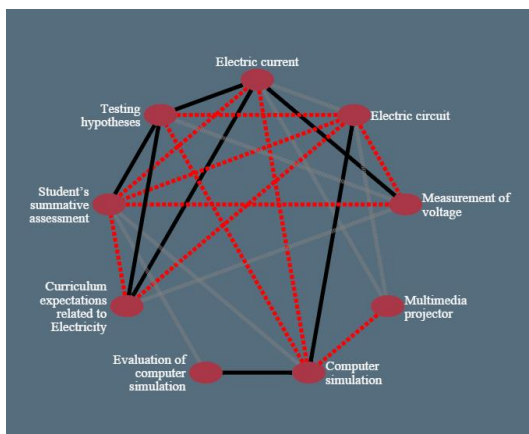 Electric current
Testing
hypotheses
Electric circuit
Student's
summative
assessment
Measurement of
voltage
Curriculum
expectations
related to
Electricity
Multimedia
projector
Evaluation of
computer
simulation
Computer
simulation